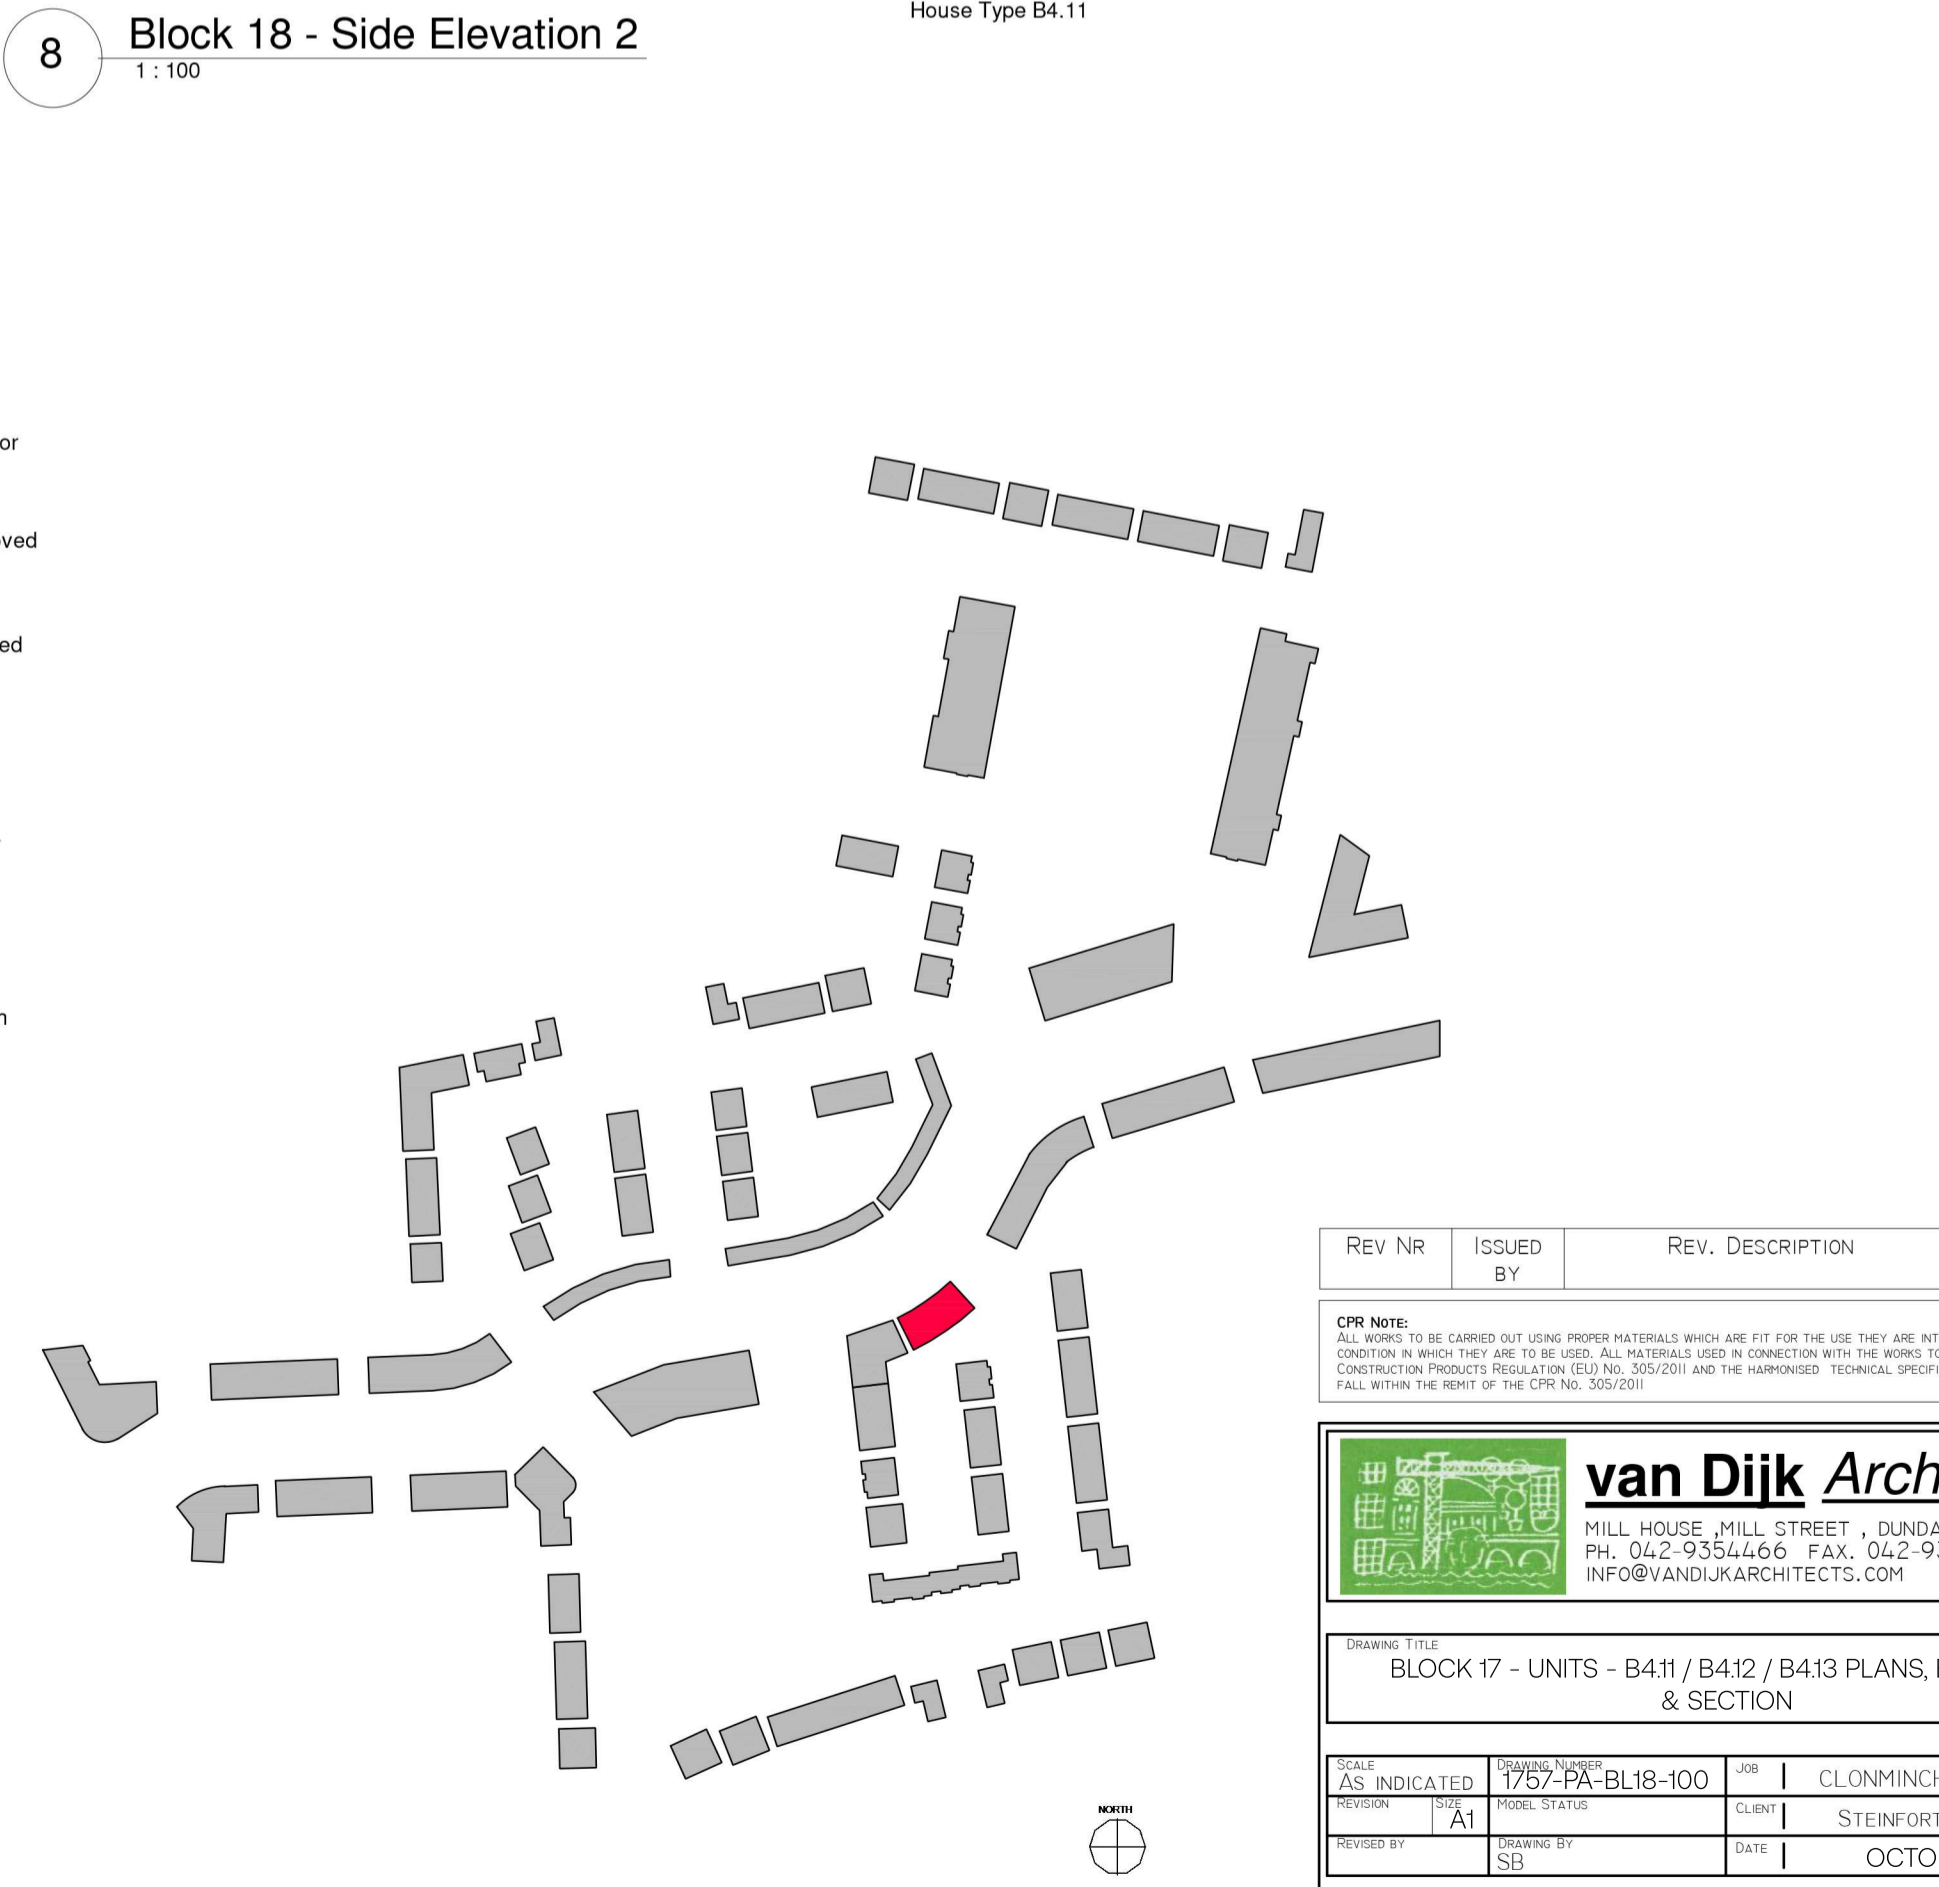 House Type B4.11
8
Block 18 - Side Elevation 2
1 : 100
or
ed
REV NR
ISSUED
BY
REV. DESCRIPTION
CPR NOTE:
ALL WORKS TO BE CARRIED OUT USING PROPER MATERIALS WHICH ARE FIT FOR THE USE THEY ARE INT
CONDITION IN WHICH THEY ARE TO BE USED. ALL MATERIALS USED IN CONNECTION WITH THE WORKS TO
CONSTRUCTION PRODUCTS REGULATION (EU) NO. 305/2011 AND THE HARMONISED TECHNICAL SPECIFI
FALL WITHIN THE REMIT OF THE CPR NO. 305/2011
van Dijk Arch
MILL HOUSE ,MILL STREET , DUNDA
PH. 042-9354466 FAX. 042-93
INFO@VANDIJKARCHITECTS.COM
DRAWING TITLE
BLOCK 17 - UNITS - B4.11 / B4.12 / B4.13 PLANS, E
& SECTION
SCALE
AS INDICATED
DRAWING NUMBER
1757-PA-BL18-100
JOB
CLONMINCH
REVISION
SIZE
A1
MODEL STATUS
CLIENT
STEINFORT
REVISED BY
DRAWING BY
SB
DATE
OCTO
NORTH